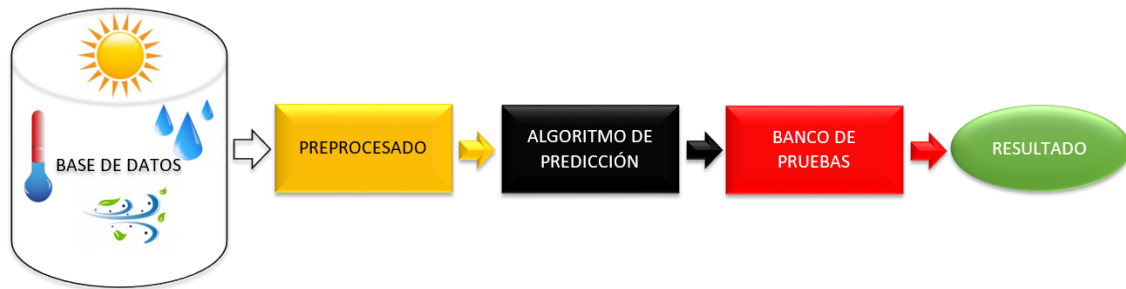 BASE DE DATOS
PREPROCESADO
ALGORITMO DE
PREDICCIÓN
BANCO DE
PRUEBAS
RESULTADO